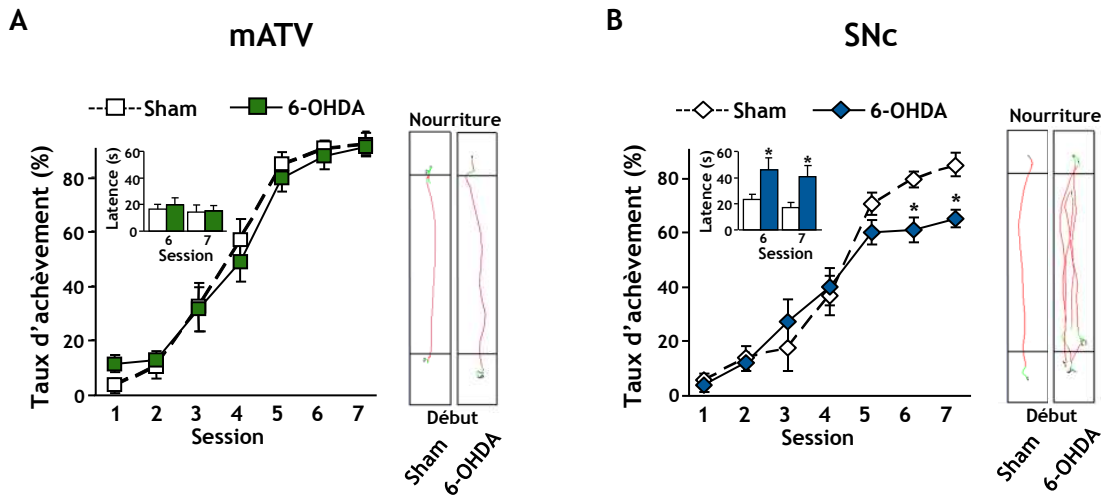 A
mATV
Sham
6-OHDA
Taux d’achèvement (%)
80
60
40
20
0
Latence (s)
60
40
20
0
6 7
Session
1 2 3 4 5 6 7
Session
Nourriture
Début
Sham
6-OHDA
B
SNc
Sham
6-OHDA
Taux d’achèvement (%)
80
60
40
20
0
Latence (s)
60
40
20
0
* *
6 7
Session
* *
1 2 3 4 5 6 7
Session
Nourriture
Début
Sham
6-OHDA